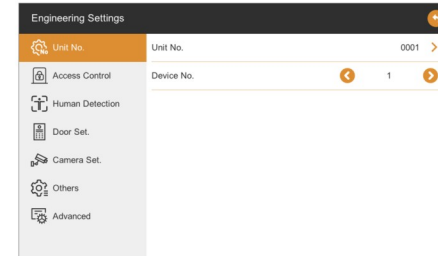 Engineering Settings
Unit No.
Unit No. 0001
Access Control
Device No. 1
Human Detection
Door Set.
Camera Set.
Others
Advanced